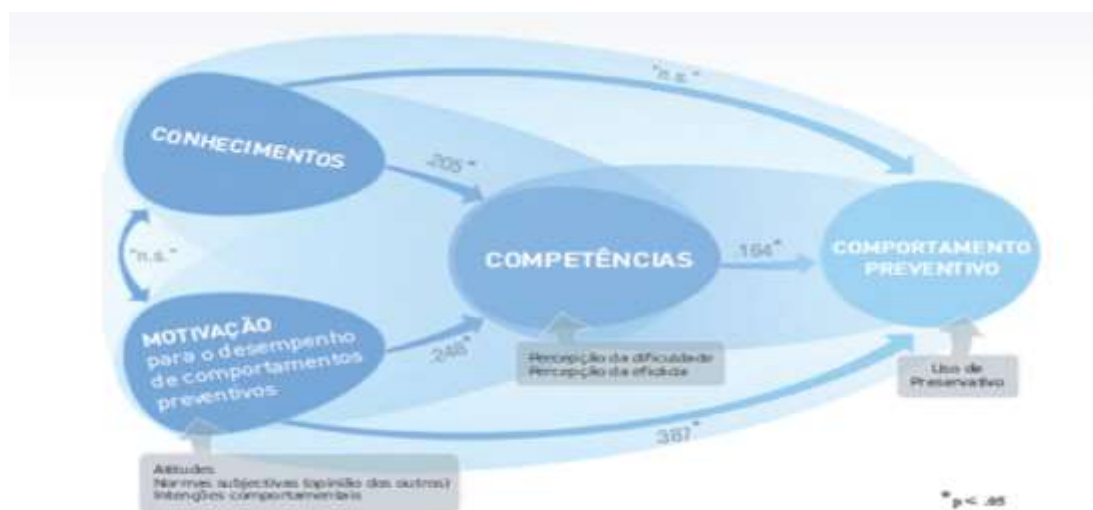 "n.s."
CONHECIMENTOS
.205*
"n.s."
COMPETÊNCIAS
.164*
COMPORTAMENTO
PREVENTIVO
MOTIVAÇÃO
para o desempenho
de comportamentos
preventivos
.248*
Percepção da dificuldade
Percepção da eficácia
Uso de
Preservativo
.387*
Atitudes
Normas subjectivas (opinião dos outros)
Intenções comportamentais
*p < .05